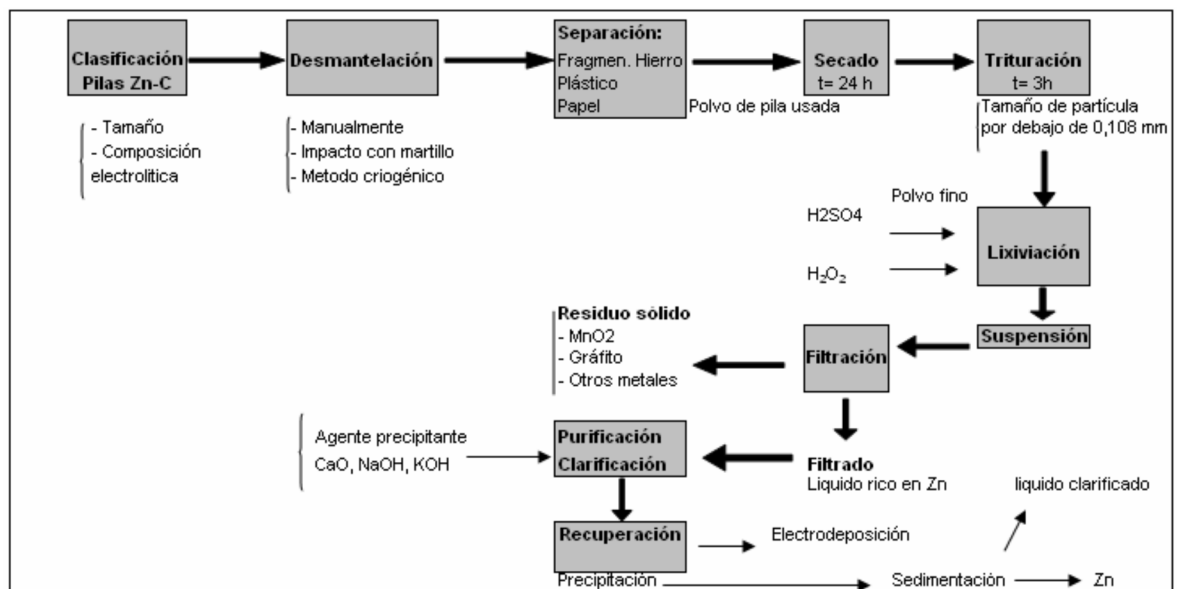 Clasificación
Pilas Zn-C
- Tamaño
- Composición
electrolitica
Desmantelación
- Manualmente
- Impacto con martillo
- Metodo criogénico
Separación:
Fragmen. Hierro
Plástico
Papel
Polvo de pila usada
Secado
t= 24 h
Trituración
t= 3h
Tamaño de partícula
por debajo de 0,108 mm
Polvo fino
H2SO4
H₂O₂
Lixiviación
Suspensión
Filtración
Residuo sólido
- MnO2
- Gráfito
- Otros metales
Filtrado
Liquido rico en Zn
Agente precipitante
CaO, NaOH, KOH
Purificación
Clarificación
Recuperación
Electrodeposición
Precipitación
Sedimentación
liquido clarificado
Zn